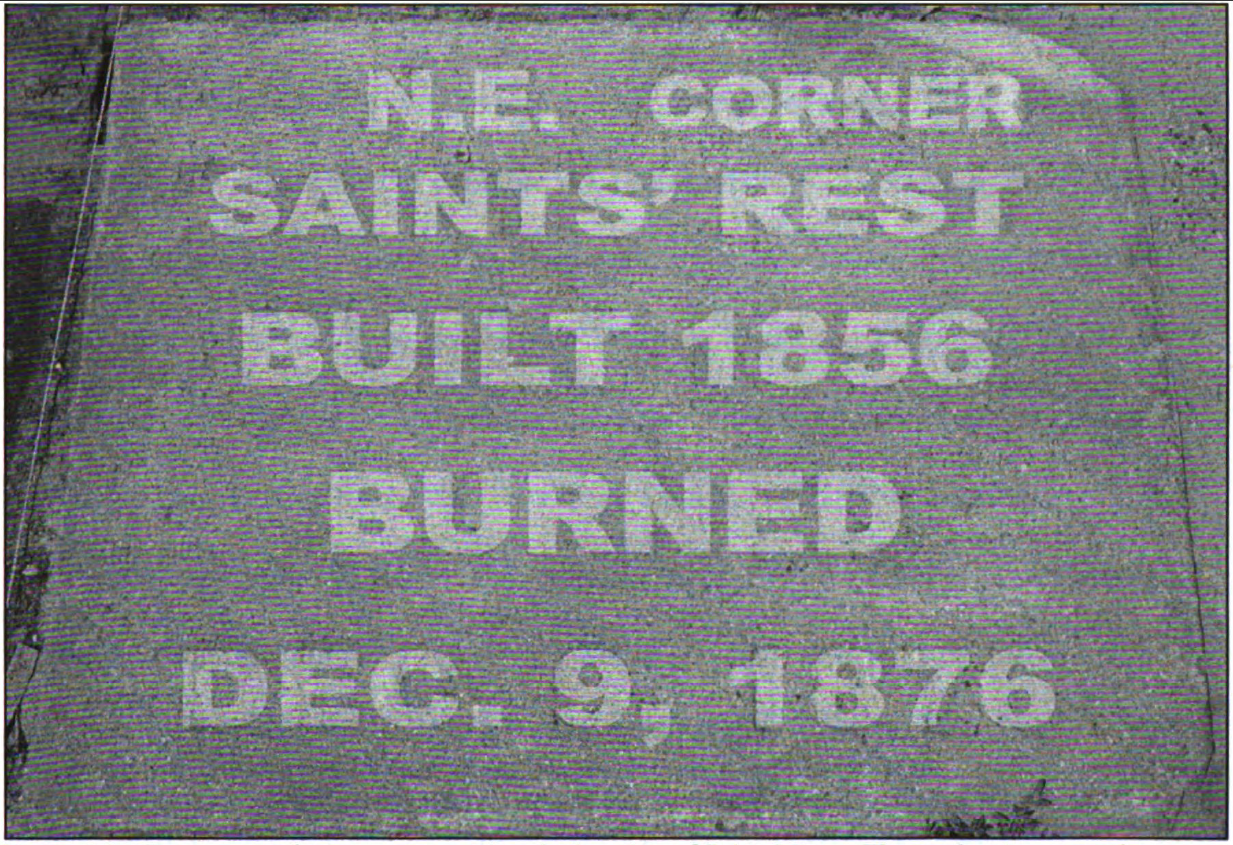 N.E. CORNER
SAINTS' REST
BUILT 1856
BURNED
DEC. 9, 1876